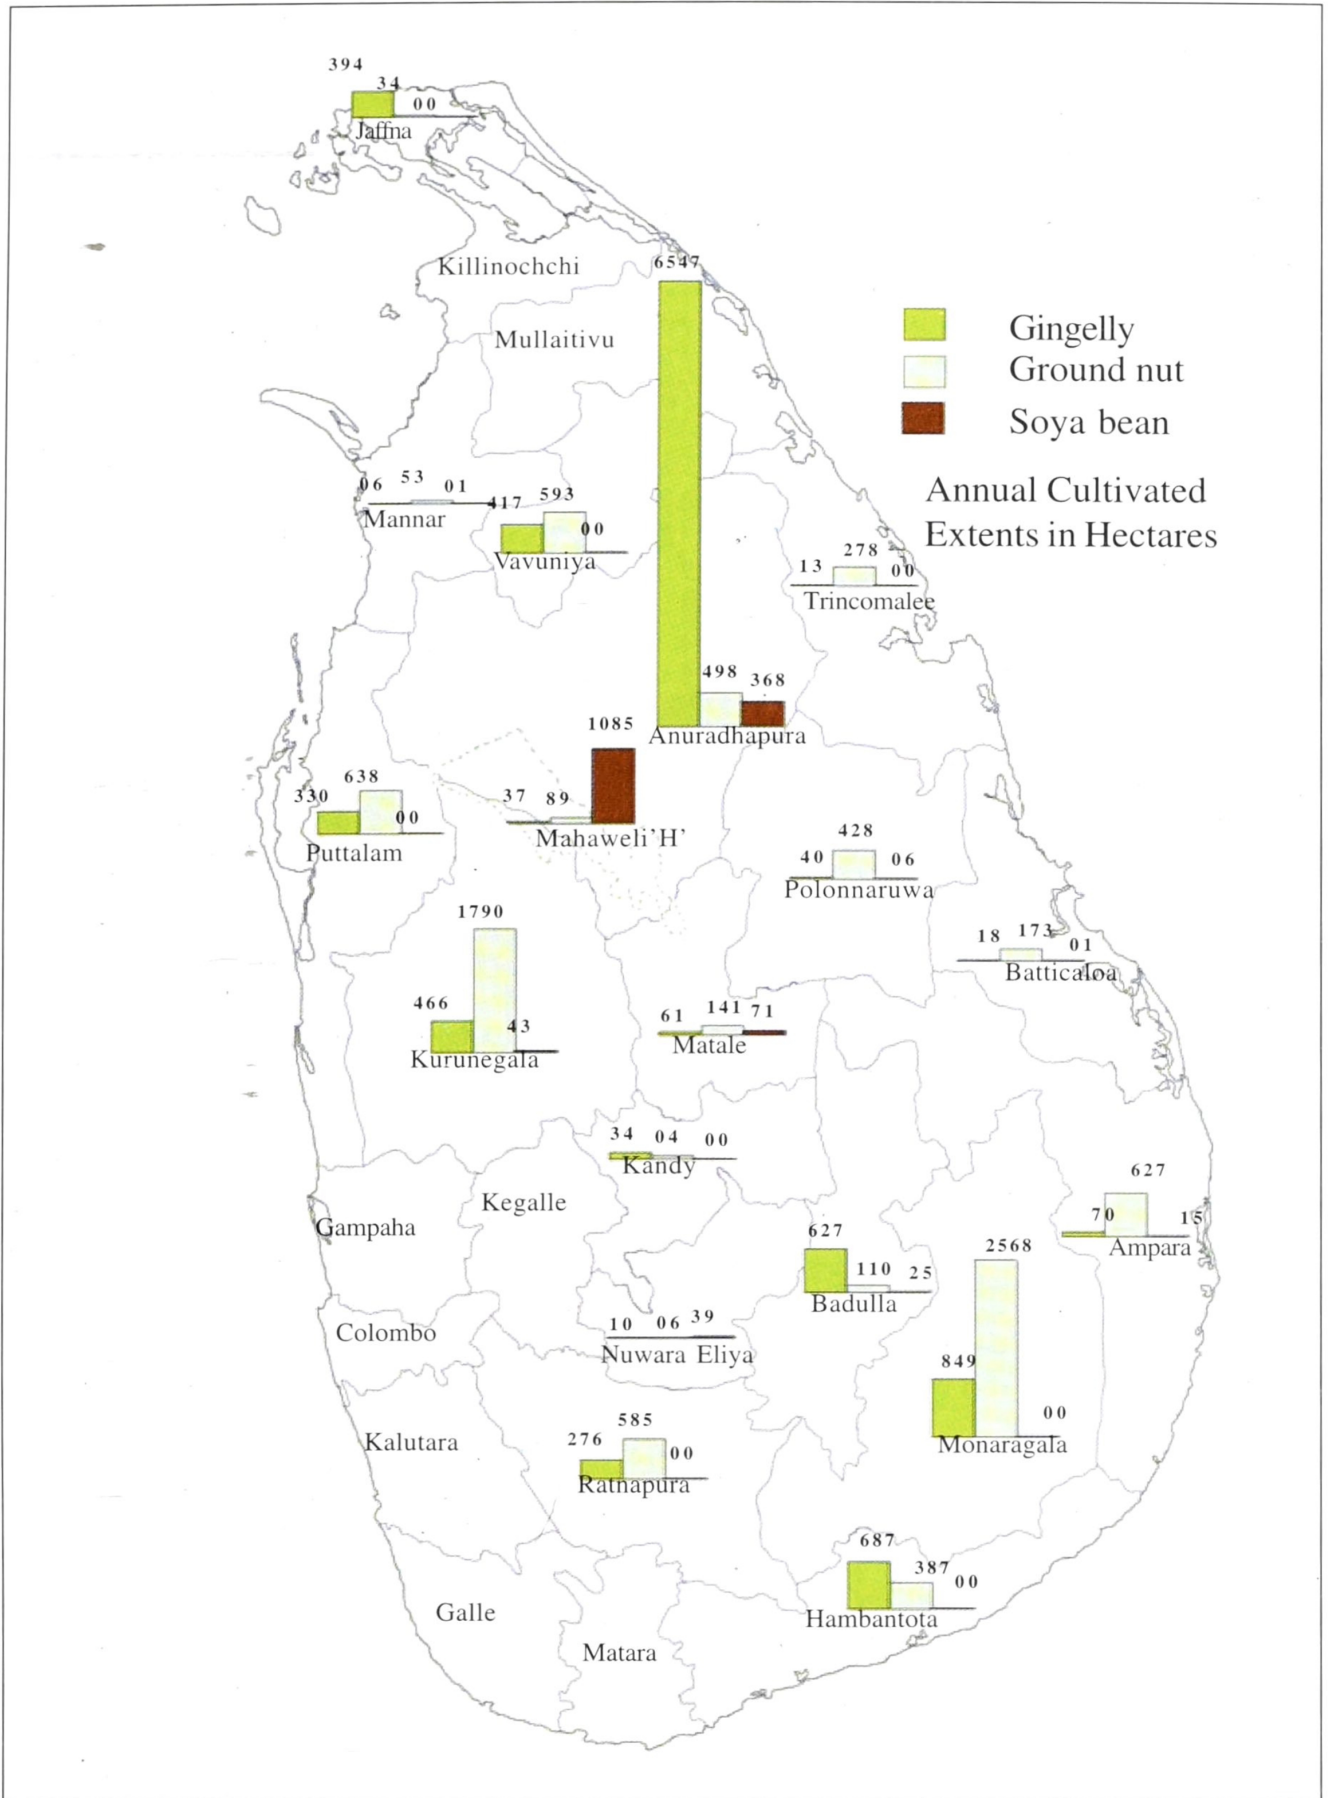 394
34
00
Jaffna
Killinochchi
6547
Mullaitivu
Gingelly
Ground nut
Soya bean
Annual Cultivated
Extents in Hectares
06 53 01
Mannar
417 593 00
Vavuniya
13 278 00
Trincomalee
498 368
Anuradhapura
1085
37 89
Mahaweli'H'
330 638 00
Puttalam
40 428 06
Polonnaruwa
18 173 01
Batticaloa
1790
466
43
Kurunegala
61 141 71
Matale
34 04 00
Kandy
Kegalle
Gampaha
627
70 15
Ampara
627
110 25
Badulla
2568
849
00
Monaragala
Colombo
10 06 39
Nuwara Eliya
Kalutara
276 585 00
Ratnapura
687
387
00
Hambantota
Galle
Matara